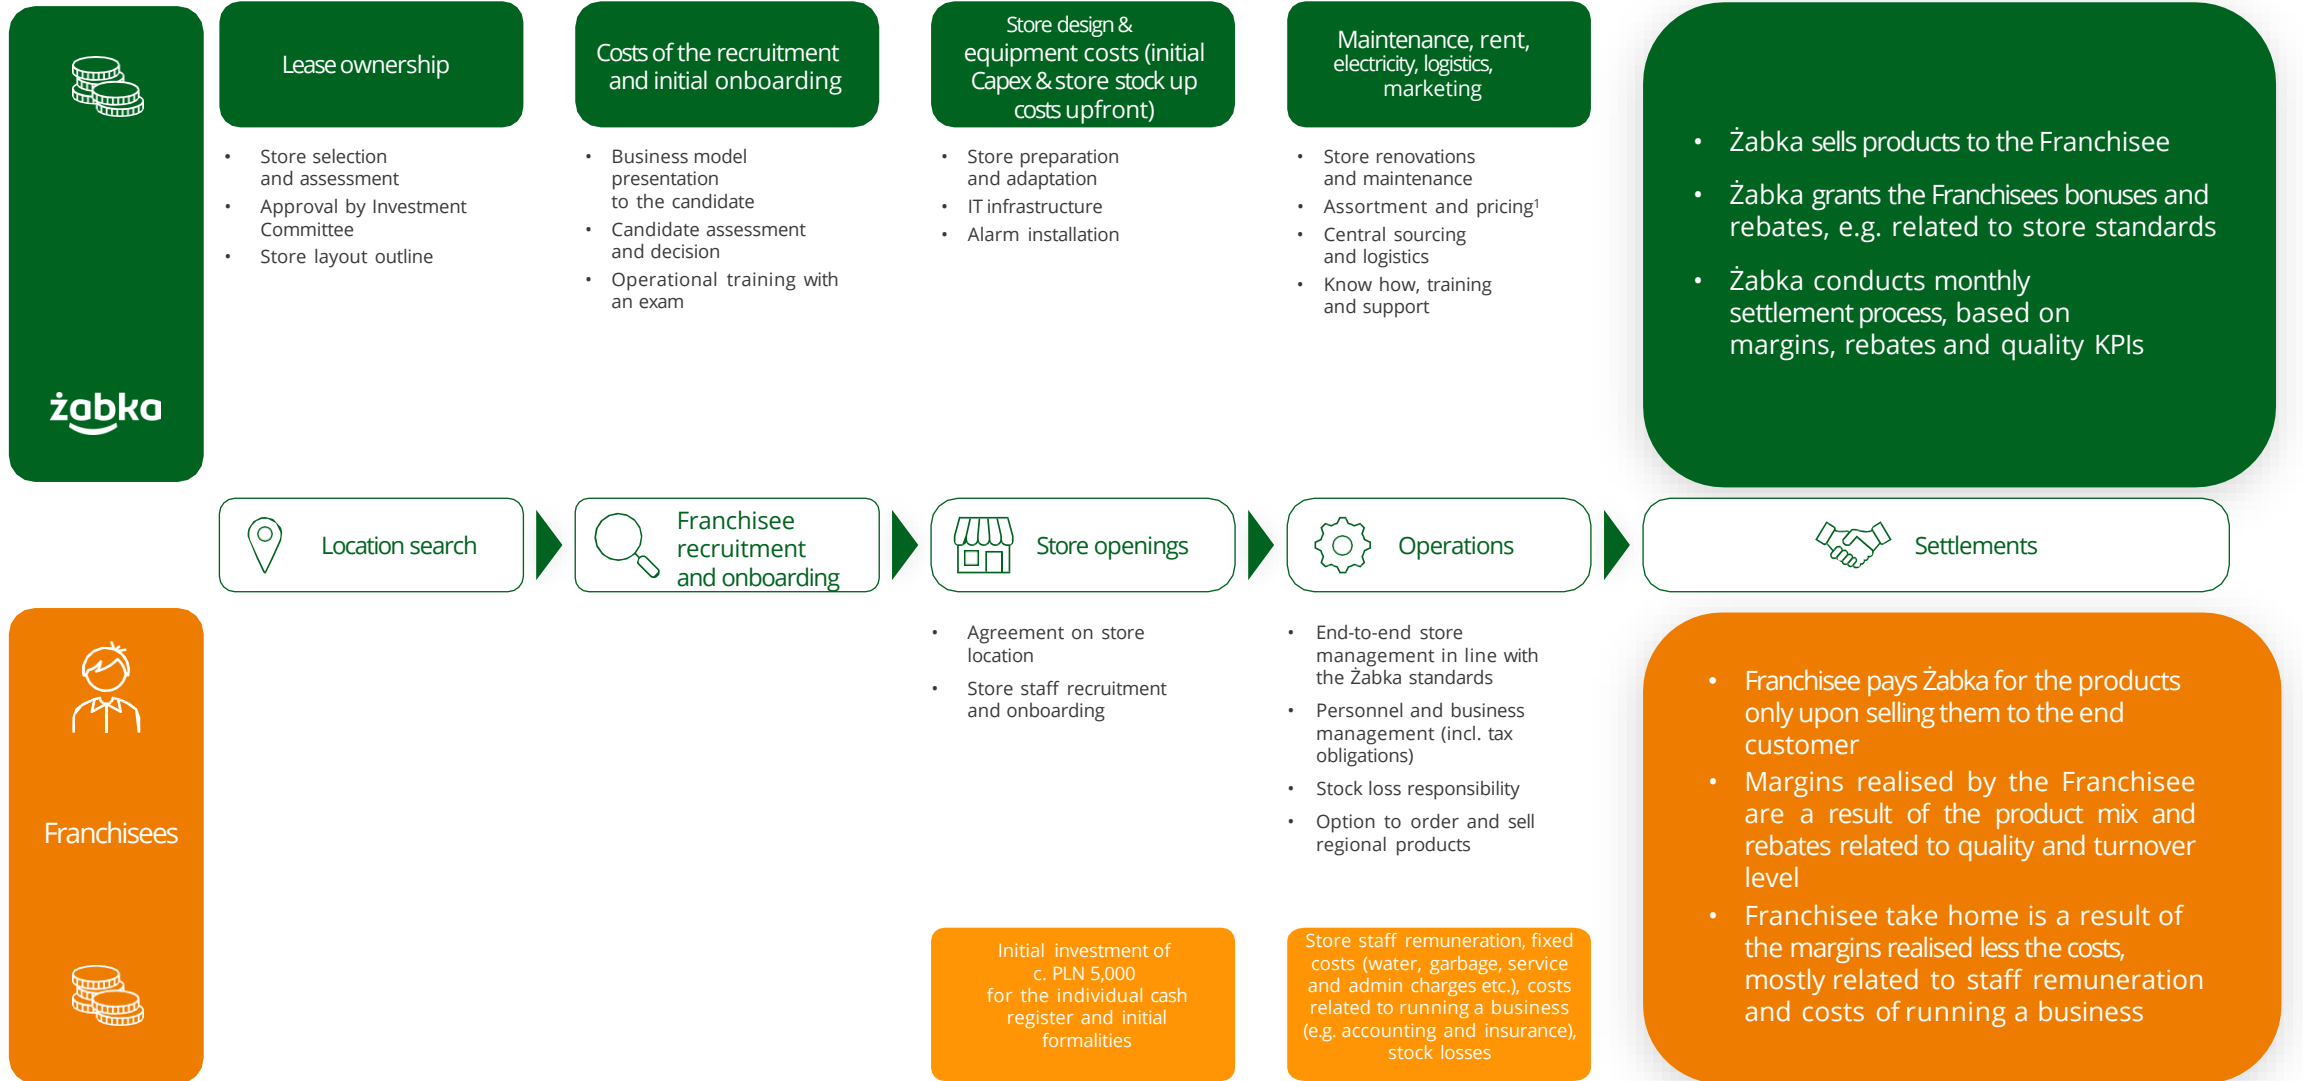 Lease ownership
Costs of the recruitment
and initial onboarding
Store design &
equipment costs (initial
Capex & store stock up
costs upfront)
Maintenance, rent,
electricity, logistics,
marketing
• Store selection
and assessment
• Approval by Investment
Committee
• Store layout outline
• Business model
presentation
to the candidate
• Candidate assessment
and decision
• Operational training with
an exam
• Store preparation
and adaptation
• IT infrastructure
• Alarm installation
• Store renovations
and maintenance
• Assortment and pricing¹
• Central sourcing
and logistics
• Know how, training
and support
• Żabka sells products to the Franchisee
• Żabka grants the Franchisees bonuses and
rebates, e.g. related to store standards
• Żabka conducts monthly
settlement process, based on
margins, rebates and quality KPIs
żabka
Location search
Franchisee
recruitment
and onboarding
Store openings
Operations
Settlements
Franchisees
• Agreement on store
location
• Store staff recruitment
and onboarding
• End-to-end store
management in line with
the Żabka standards
• Personnel and business
management (incl. tax
obligations)
• Stock loss responsibility
• Option to order and sell
regional products
Initial investment of
c. PLN 5,000
for the individual cash
register and initial
formalities
Store staff remuneration, fixed
costs (water, garbage, service
and admin charges etc.), costs
related to running a business
(e.g. accounting and insurance),
stock losses
• Franchisee pays Żabka for the products
only upon selling them to the end
customer
• Margins realised by the Franchisee
are a result of the product mix and
rebates related to quality and turnover
level
• Franchisee take home is a result of
the margins realised less the costs,
mostly related to staff remuneration
and costs of running a business